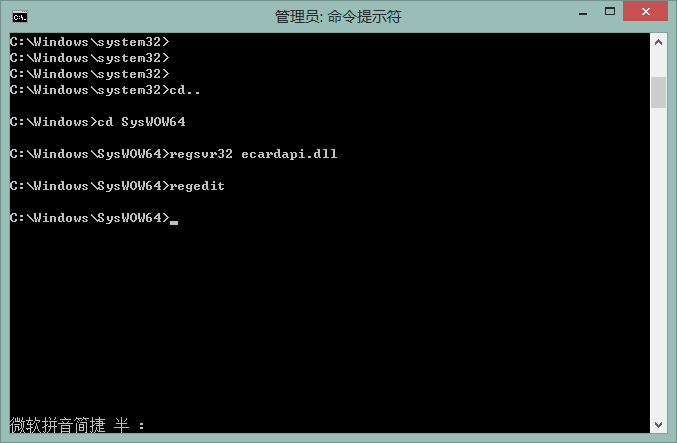 管理员: 命令提示符
C:\Windows\system32>
C:\Windows\system32>
C:\Windows\system32>
C:\Windows\system32>cd..
C:\Windows>cd SysWOW64
C:\Windows\SysWOW64>regsvr32 ecardapi.dll
C:\Windows\SysWOW64>regedit
C:\Windows\SysWOW64>
微软拼音简捷 半 :